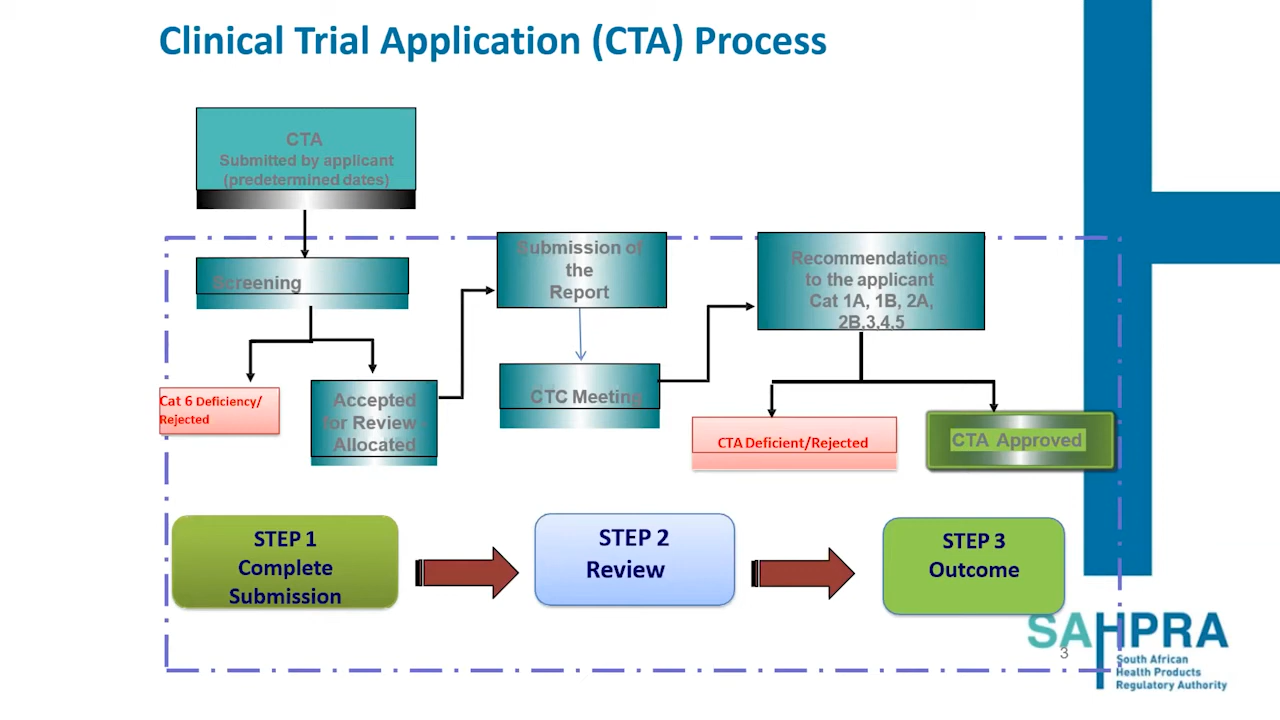 Clinical Trial Application (CTA) Process
CTA
Submitted by applicant
(predetermined dates)
Screening
Cat 6 Deficiency/
Rejected
Accepted
for Review -
Allocated
Submission of
the
Report
CTC Meeting
Recommendations
to the applicant
Cat 1A, 1B, 2A,
2B,3,4,5
CTA Deficient/Rejected
CTA Approved
STEP 1
Complete
Submission
STEP 2
Review
STEP 3
Outcome
SAHPRA
South African
Health Products
Regulatory Authority
3